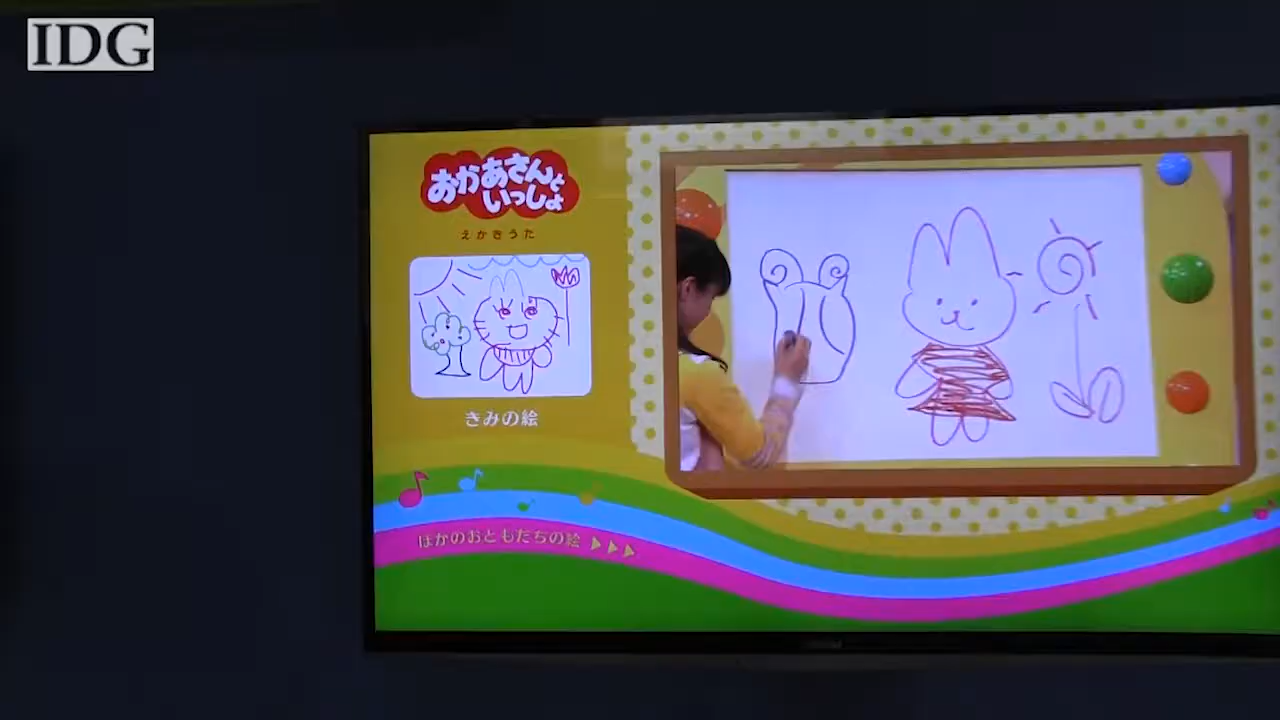 IDG
おかあさんと
いっしょ
えかきうた
きみの絵
ほかのおともだちの絵